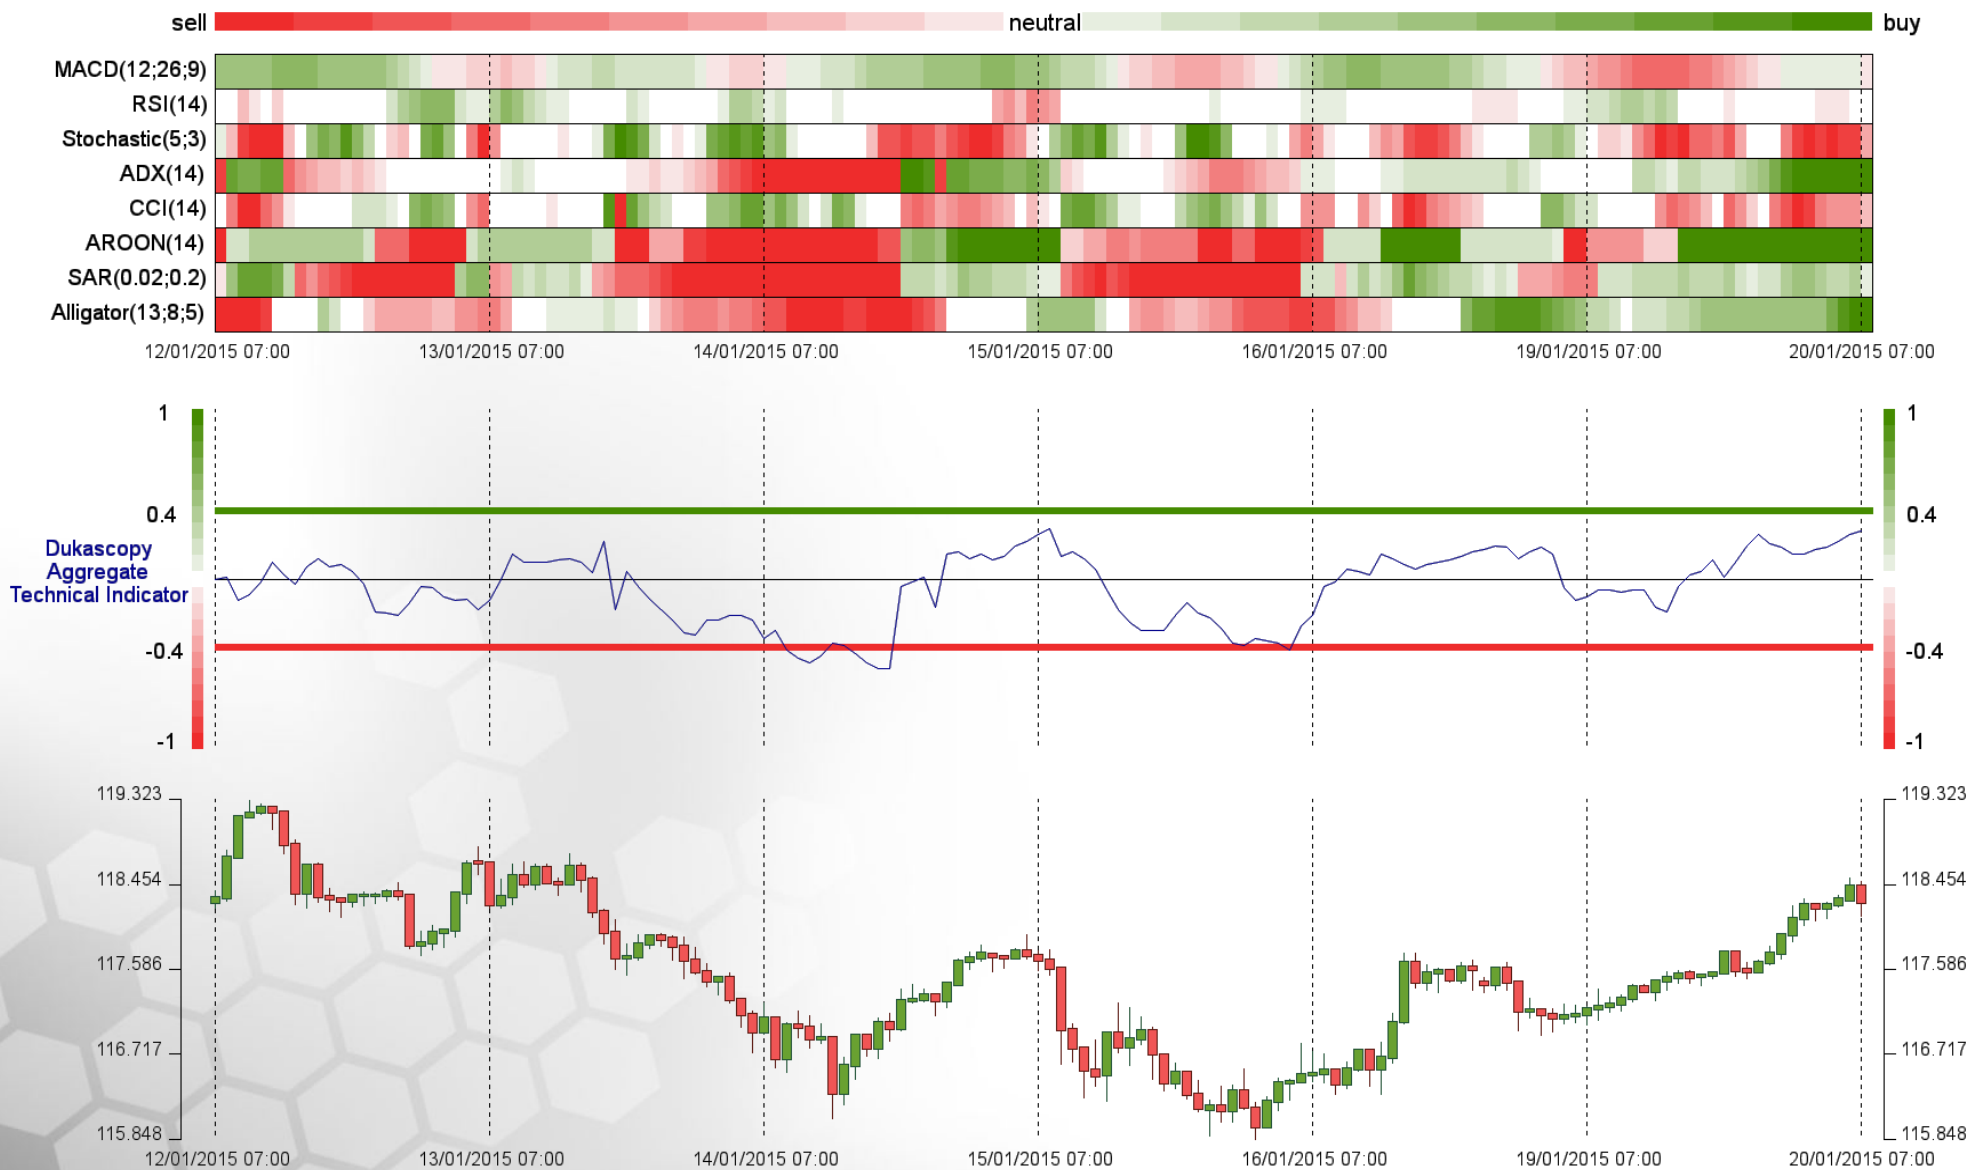 sell neutral buy
MACD(12;26;9)
RSI(14)
Stochastic(5;3)
ADX(14)
CCI(14)
AROON(14)
SAR(0.02;0.2)
Alligator(13;8;5)
12/01/2015 07:00 13/01/2015 07:00 14/01/2015 07:00 15/01/2015 07:00 16/01/2015 07:00 19/01/2015 07:00 20/01/2015 07:00
1 1
0.4 0.4
Dukascopy
Aggregate
Technical Indicator
-0.4 -0.4
-1 -1
119.323 119.323
118.454 118.454
117.586 117.586
116.717 116.717
115.848 115.848
12/01/2015 07:00 13/01/2015 07:00 14/01/2015 07:00 15/01/2015 07:00 16/01/2015 07:00 19/01/2015 07:00 20/01/2015 07:00